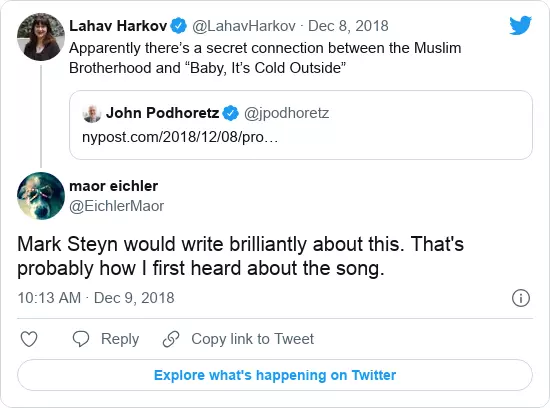 Lahav Harkov @LahavHarkov · Dec 8, 2018
Apparently there's a secret connection between the Muslim
Brotherhood and “Baby, It's Cold Outside”
John Podhoretz @jpodhoretz
nypost.com/2018/12/08/pro…
maor eichler
@EichlerMaor
Mark Steyn would write brilliantly about this. That's
probably how I first heard about the song.
10:13 AM · Dec 9, 2018
Reply Copy link to Tweet
Explore what's happening on Twitter